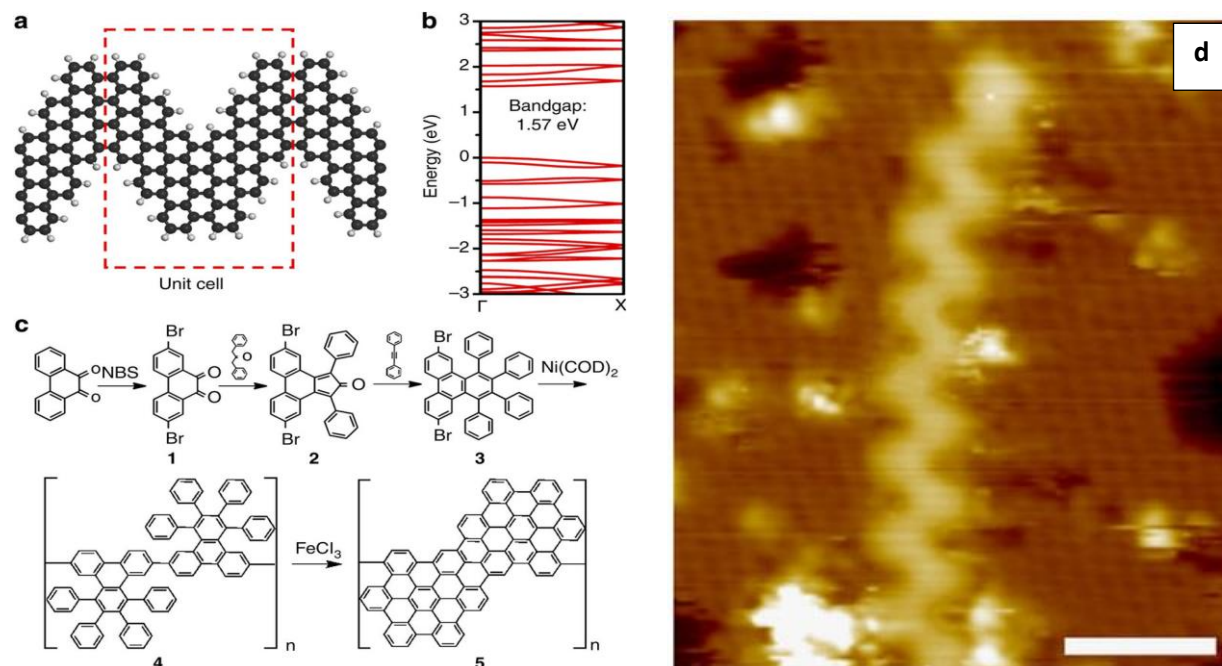 a
Unit cell
b
3
2
1
0
−1
−2
−3
Energy (eV)
Bandgap:
1.57 eV
Γ
X
c
O
O
NBS
Br
O
O
Br
1
O
Br
O
Br
2
Br
Br
3
Ni(COD)2
n
4
FeCl3
n
5
d